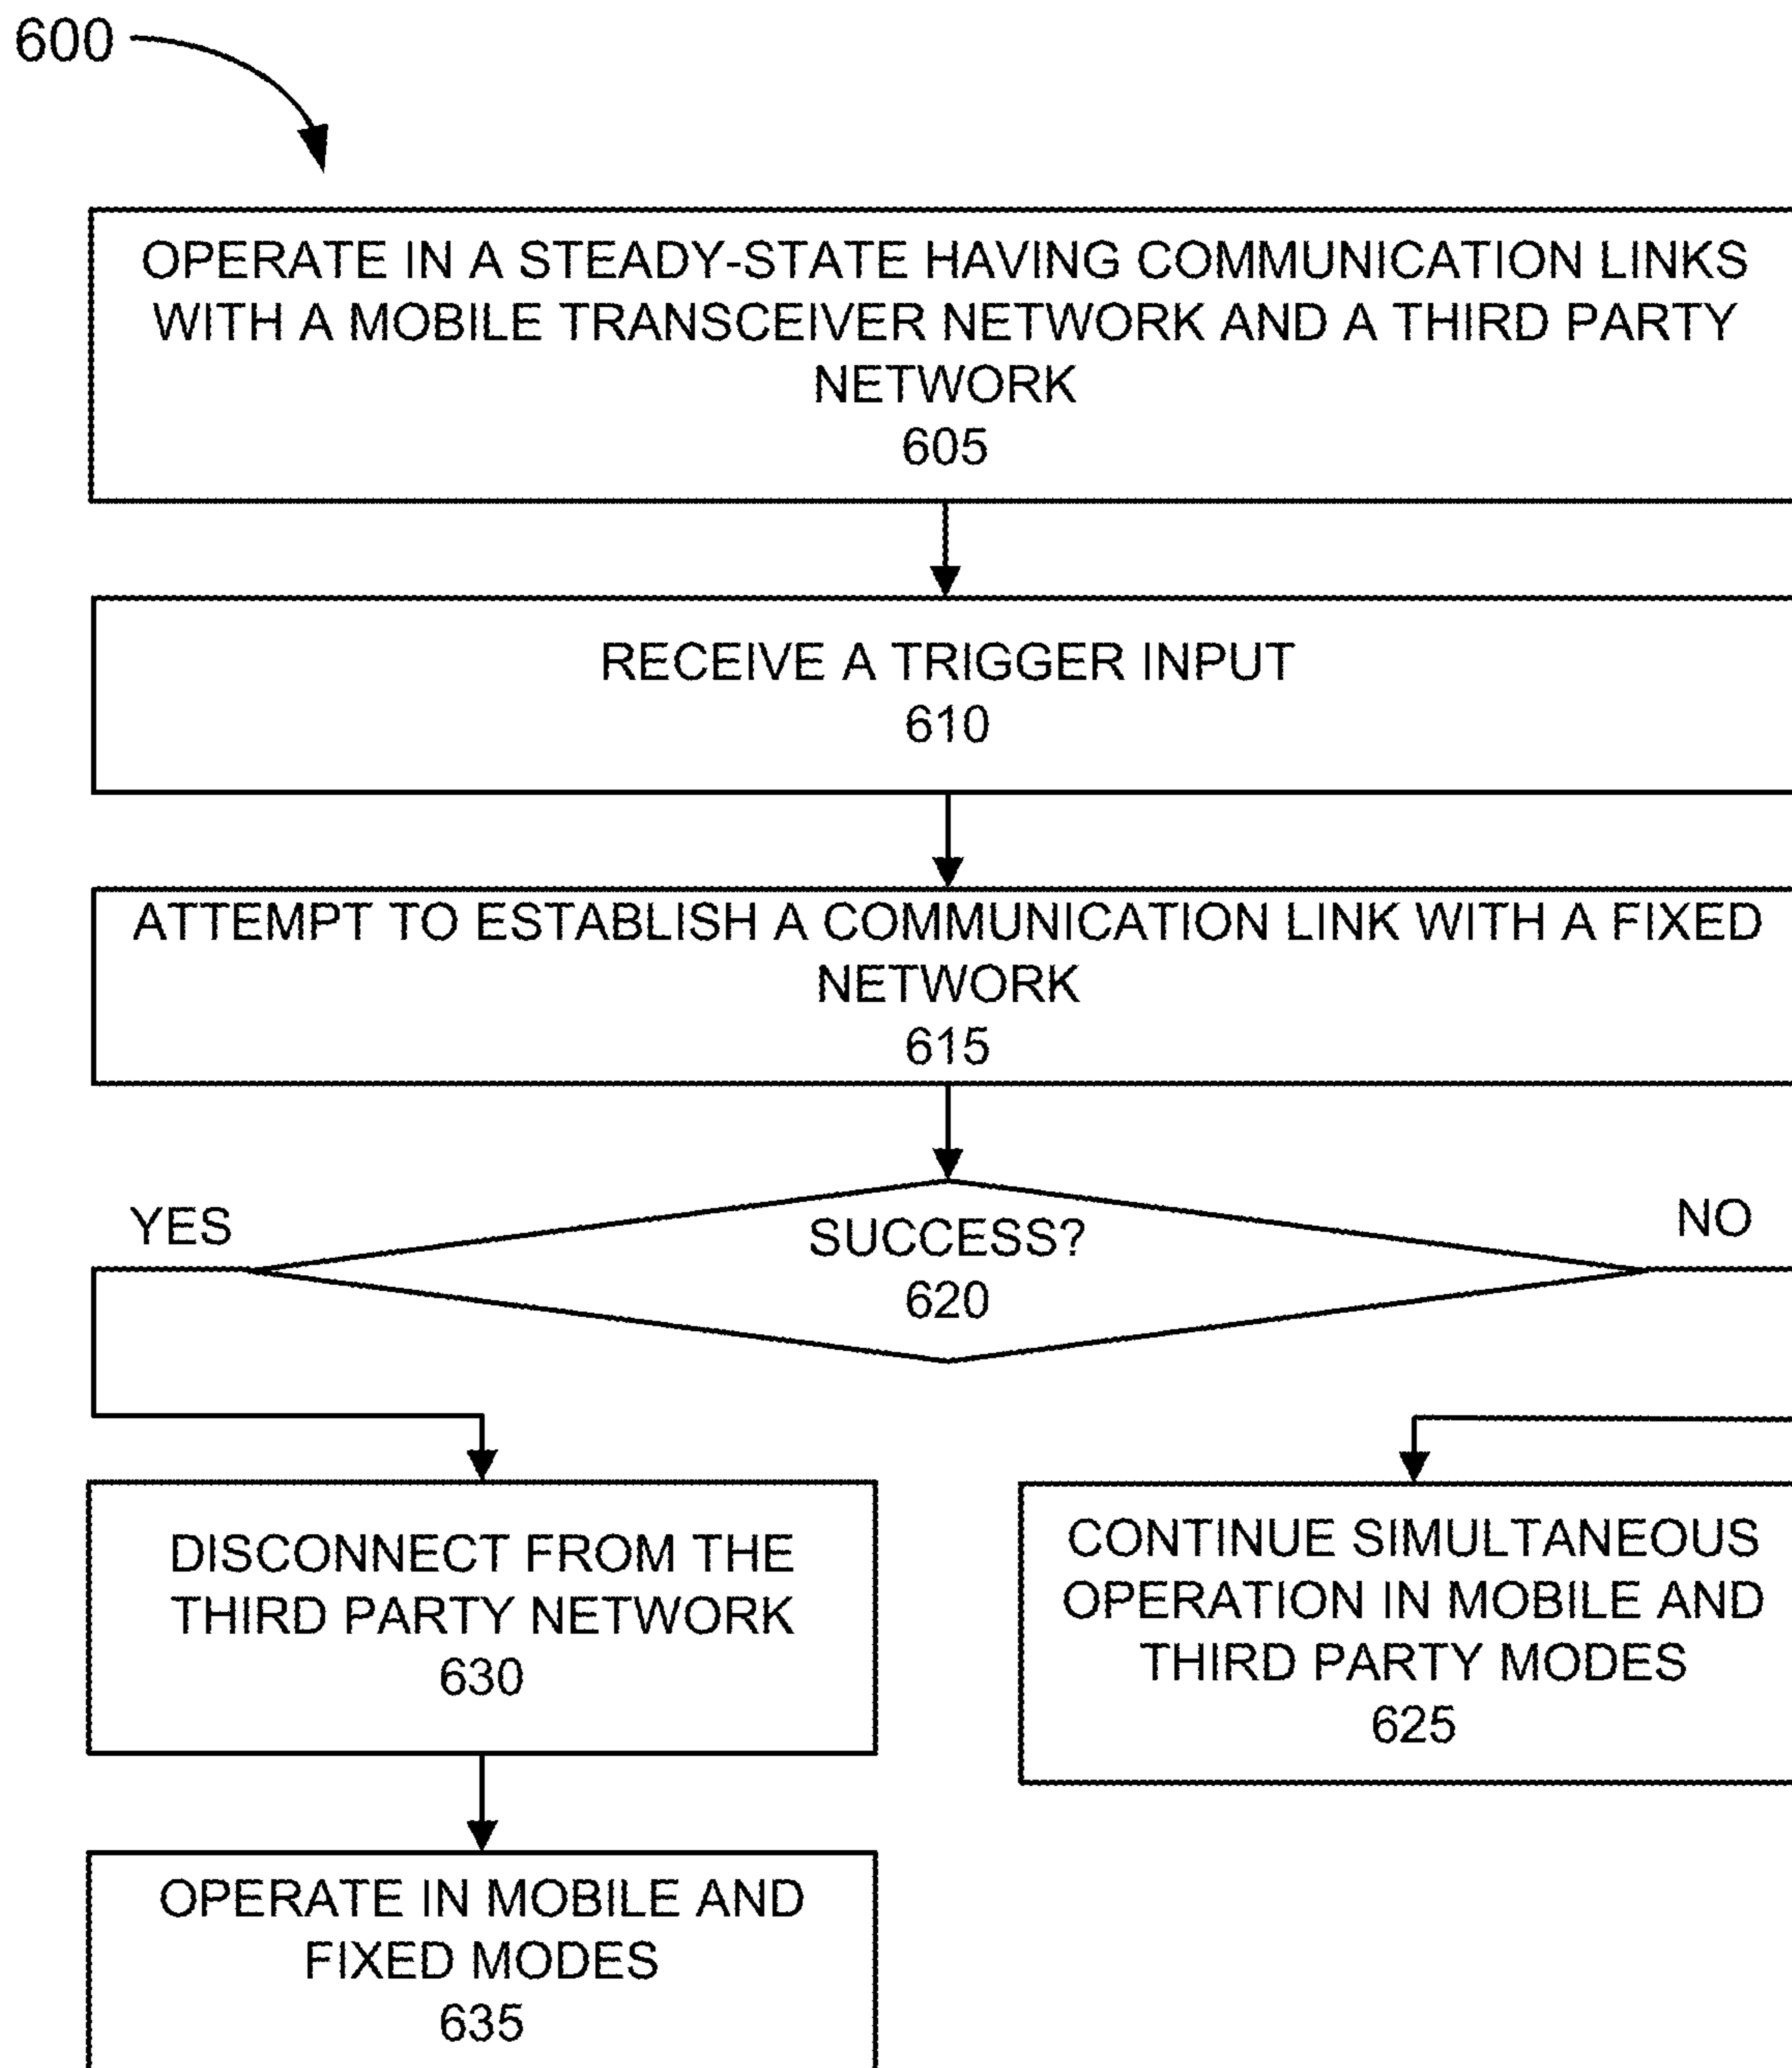 600
OPERATE IN A STEADY-STATE HAVING COMMUNICATION LINKS
WITH A MOBILE TRANSCEIVER NETWORK AND A THIRD PARTY
NETWORK
605
RECEIVE A TRIGGER INPUT
610
ATTEMPT TO ESTABLISH A COMMUNICATION LINK WITH A FIXED
NETWORK
615
YES
SUCCESS?
NO
620
DISCONNECT FROM THE
THIRD PARTY NETWORK
630
CONTINUE SIMULTANEOUS
OPERATION IN MOBILE AND
THIRD PARTY MODES
625
OPERATE IN MOBILE AND
FIXED MODES
635